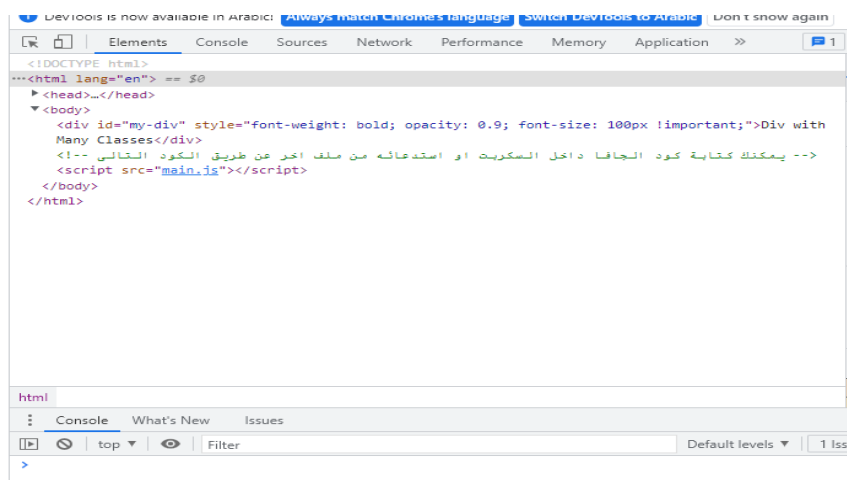 DevTools is now available in Arabic! Always match Chrome's language Switch DevTools to Arabic Don't show again
Elements Console Sources Network Performance Memory Application » 1
<!DOCTYPE html>
···<html lang="en"> == $0
▶<head>…</head>
▼<body>
<div id="my-div" style="font-weight: bold; opacity: 0.9; font-size: 100px !important;">Div with
Many Classes</div>
<!-- يمكنك كتابة كود الجافا داخل السكربت او استدعائه من ملف اخر عن طريق الكود التالى -->
<script src="main.js"></script>
</body>
</html>
html
Console What's New Issues
top ▼ Filter Default levels ▼ 1 Iss
>